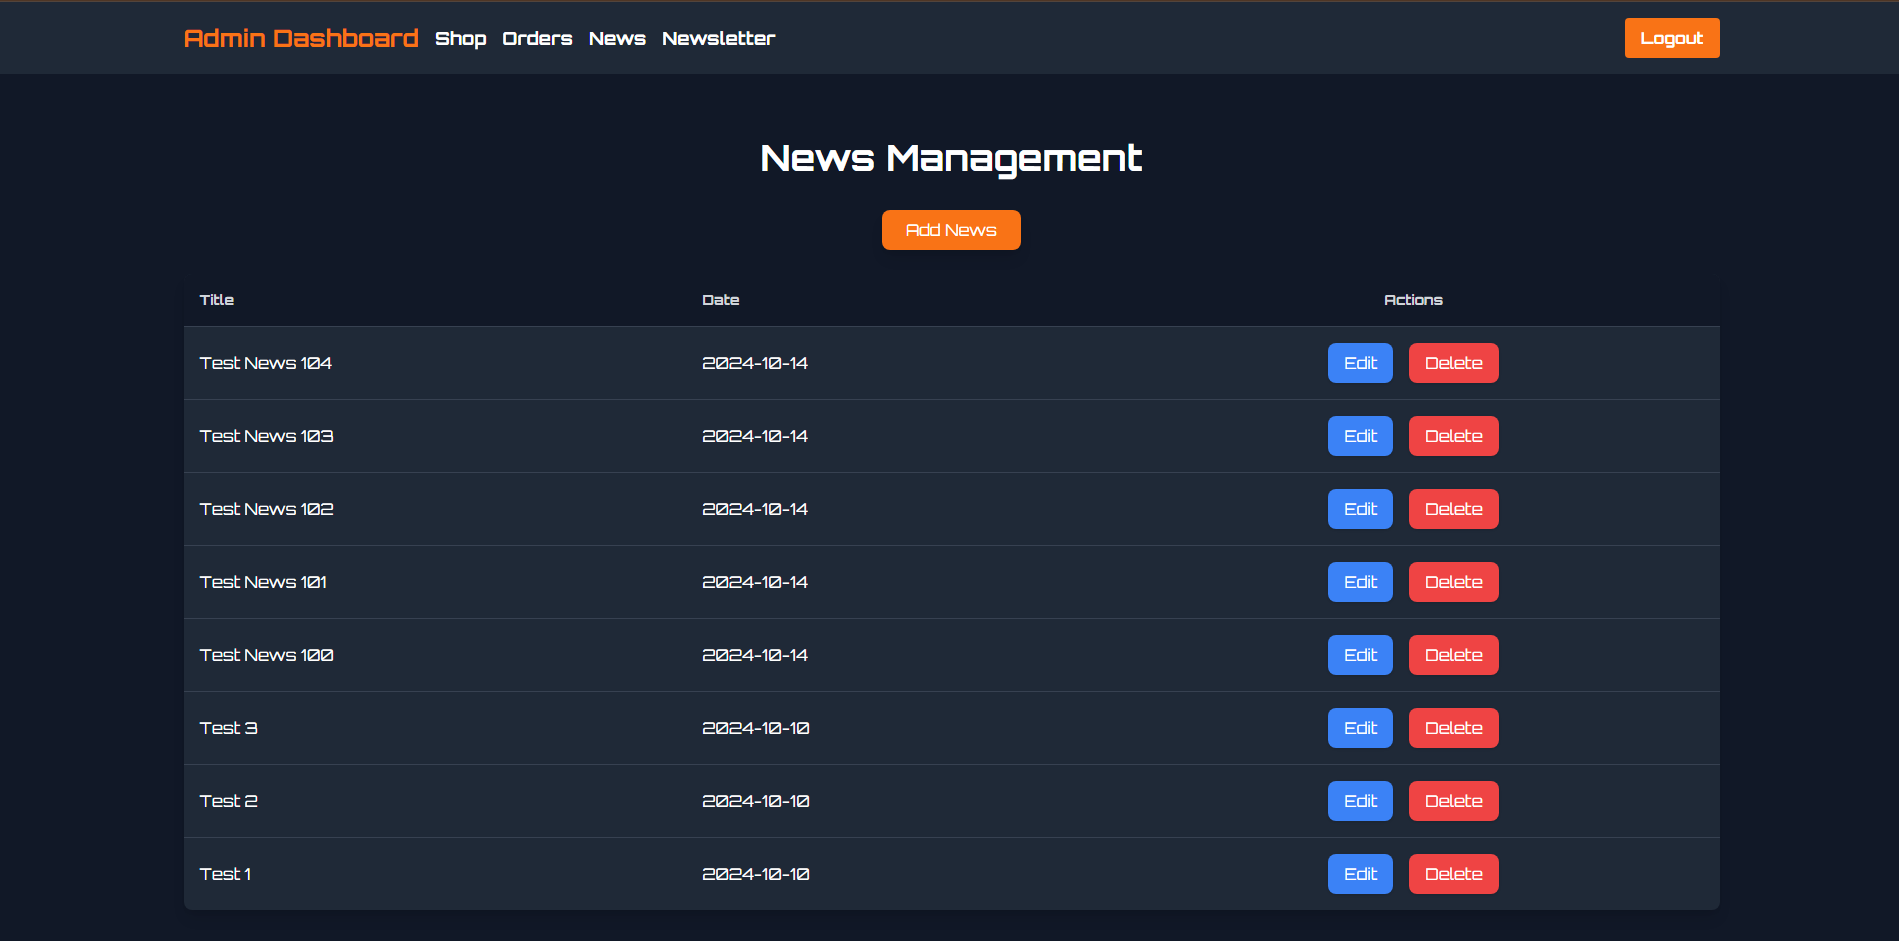 Admin Dashboard Shop Orders News Newsletter Logout
News Management
Add News
Title Date Actions
Test News 104 2024-10-14 Edit Delete
Test News 103 2024-10-14 Edit Delete
Test News 102 2024-10-14 Edit Delete
Test News 101 2024-10-14 Edit Delete
Test News 100 2024-10-14 Edit Delete
Test 3 2024-10-10 Edit Delete
Test 2 2024-10-10 Edit Delete
Test 1 2024-10-10 Edit Delete